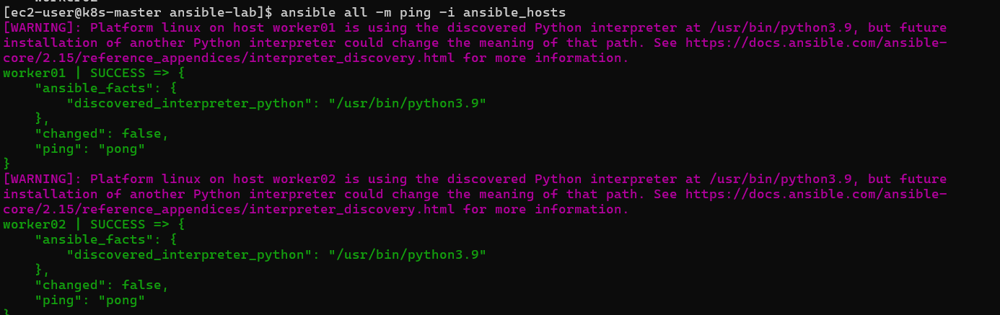 worker02
[ec2-user@k8s-master ansible-lab]$ ansible all -m ping -i ansible_hosts
[WARNING]: Platform linux on host worker01 is using the discovered Python interpreter at /usr/bin/python3.9, but future
installation of another Python interpreter could change the meaning of that path. See https://docs.ansible.com/ansible-
core/2.15/reference_appendices/interpreter_discovery.html for more information.
worker01 | SUCCESS => {
    "ansible_facts": {
        "discovered_interpreter_python": "/usr/bin/python3.9"
    },
    "changed": false,
    "ping": "pong"
}
[WARNING]: Platform linux on host worker02 is using the discovered Python interpreter at /usr/bin/python3.9, but future
installation of another Python interpreter could change the meaning of that path. See https://docs.ansible.com/ansible-
core/2.15/reference_appendices/interpreter_discovery.html for more information.
worker02 | SUCCESS => {
    "ansible_facts": {
        "discovered_interpreter_python": "/usr/bin/python3.9"
    },
    "changed": false,
    "ping": "pong"
}